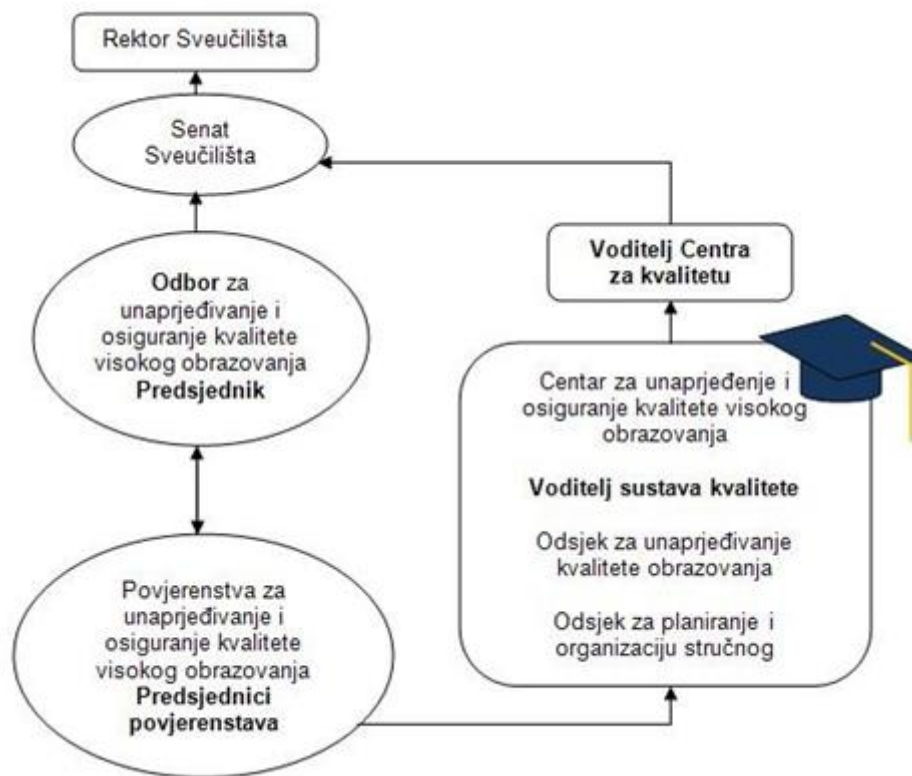 Rektor Sveučilišta
Senat
Sveučilišta
Odbor za
unaprjeđivanje i
osiguranje kvalitete
visokog obrazovanja
Predsjednik
Povjerenstva za
unaprjeđivanje i
osiguranje kvalitete
visokog obrazovanja
Predsjednici
povjerenstava
Voditelj Centra
za kvalitetu
Centar za unaprjeđenje i
osiguranje kvalitete visokog
obrazovanja
Voditelj sustava kvalitete
Odsjek za unaprjeđivanje
kvalitete obrazovanja
Odsjek za planiranje i
organizaciju stručnog